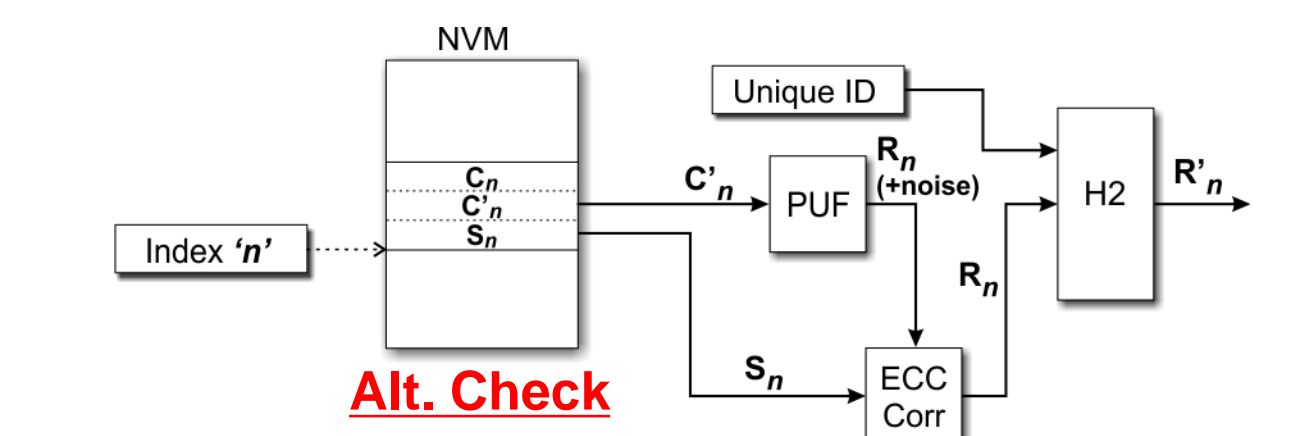 NVM
Unique ID
Cn
C'n
Sn
Index 'n'
C'n
PUF
Rn
(+noise)
H2
R'n
Rn
Sn
ECC
Corr
Alt. Check